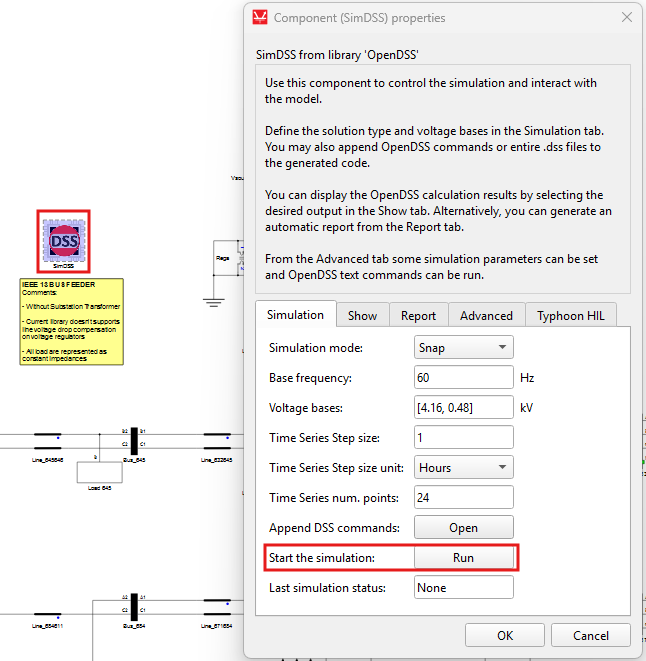 Component (SimDSS) properties
SimDSS from library 'OpenDSS'
Use this component to control the simulation and interact with
the model.
Define the solution type and voltage bases in the Simulation tab.
You may also append OpenDSS commands or entire .dss files to
the generated code.
You can display the OpenDSS calculation results by selecting the
desired output in the Show tab. Alternatively, you can generate an
automatic report from the Report tab.
From the Advanced tab some simulation parameters can be set
and OpenDSS text commands can be run.
Simulation Show Report Advanced Typhoon HIL
Simulation mode: Snap
Base frequency: 60 Hz
Voltage bases: [4.16, 0.48] kV
Time Series Step size: 1
Time Series Step size unit: Hours
Time Series num. points: 24
Append DSS commands: Open
Start the simulation: Run
Last simulation status: None
OK Cancel
DSS
SimDSS
IEEE 13 BUS FEEDER
Comments:
- Without Substation Transformer
- Current library doesn't supports
line voltage drop compensation
on voltage regulators
- All load are represented as
constant impedances
Regs
B2 B1
C2 C1
Line_645646
Bus_645
Line_632645
B
Load 645
A2 A1
C2 C1
Line_684611
Bus_684
Line_671684